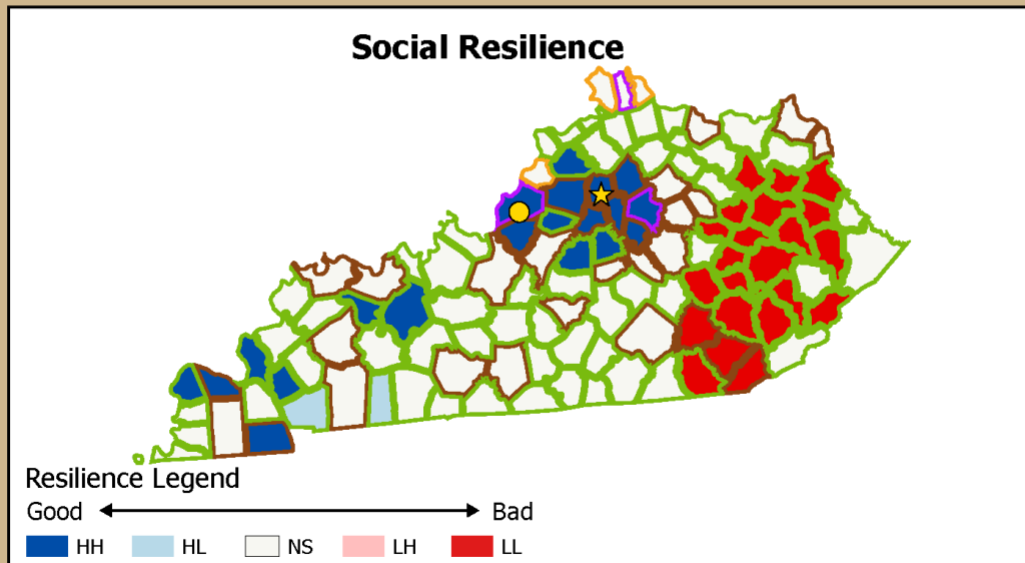 Social Resilience
Resilience Legend
Good Bad
HH HL NS LH LL